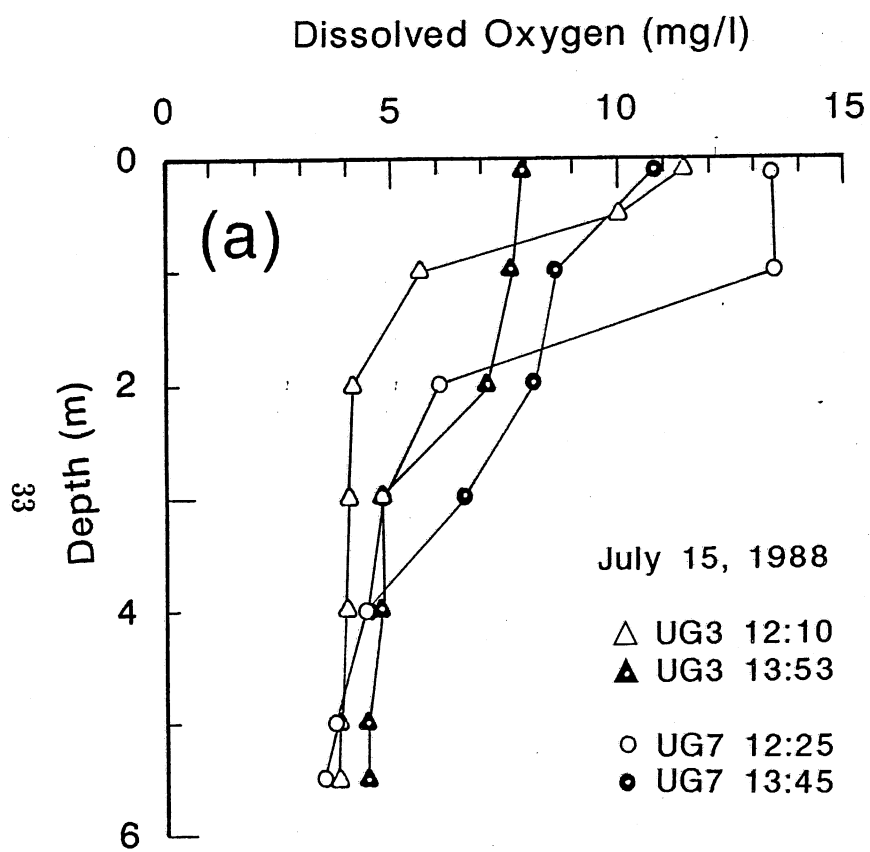 Dissolved Oxygen (mg/l)
0 5 10 15
0
(a)
2
Depth (m)
33
4
6
July 15, 1988
△ UG3 12:10
▲ UG3 13:53
○ UG7 12:25
● UG7 13:45